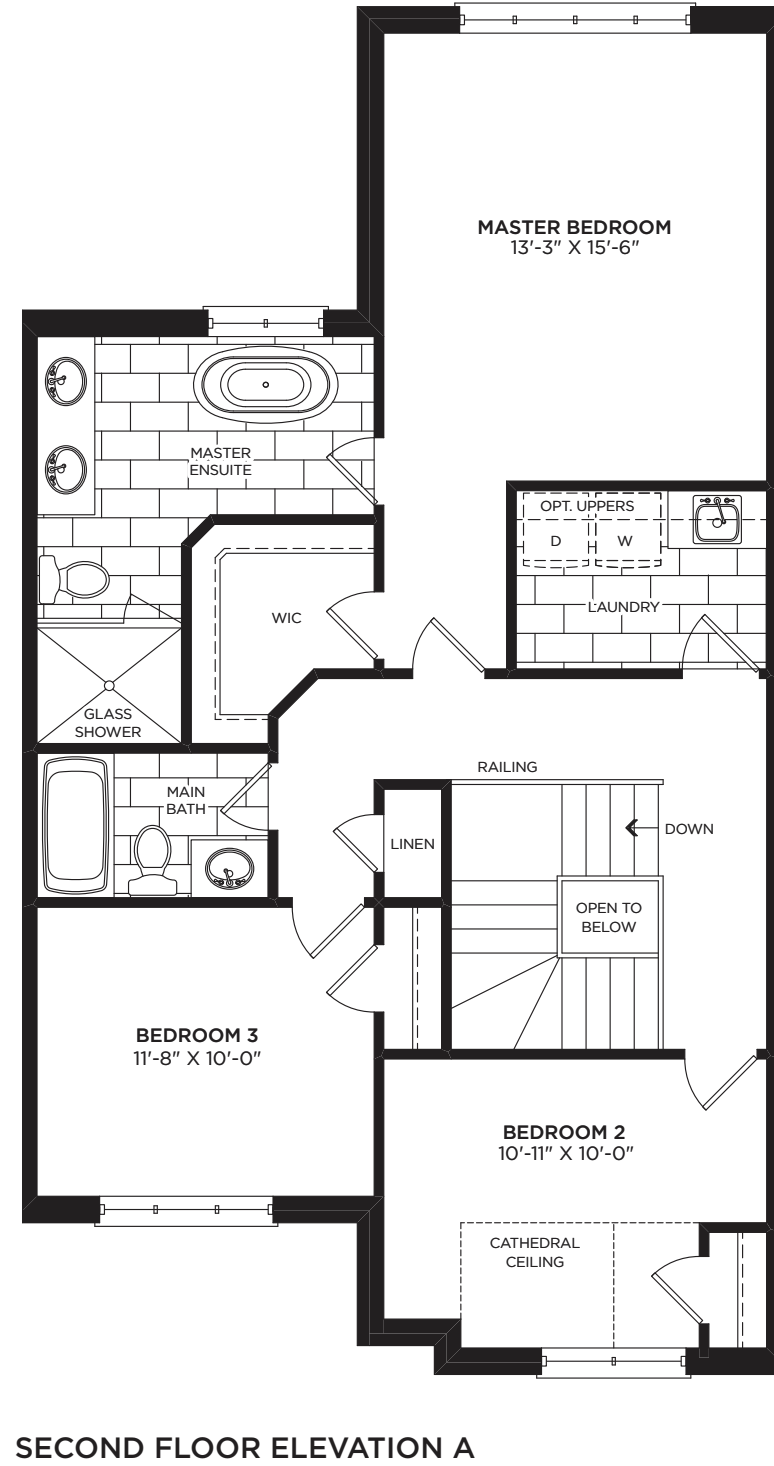 MASTER BEDROOM
13'-3" X 15'-6"
MASTER
ENSUITE
OPT. UPPERS
D
W
LAUNDRY
WIC
GLASS
SHOWER
RAILING
MAIN
BATH
DOWN
LINEN
OPEN TO
BELOW
BEDROOM 3
11'-8" X 10'-0"
BEDROOM 2
10'-11" X 10'-0"
CATHEDRAL
CEILING
SECOND FLOOR ELEVATION A